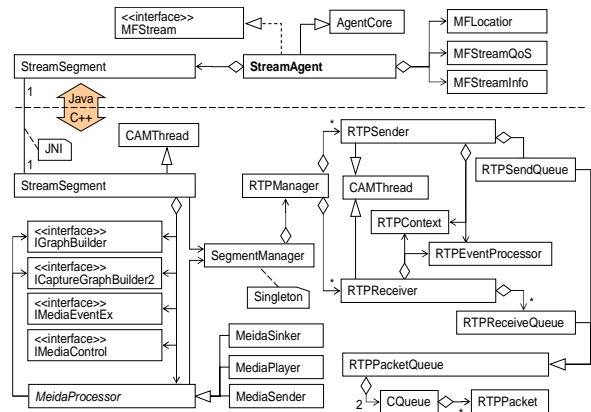 <<interface>>
MFStream
AgentCore
MFLocatior
StreamSegment
StreamAgent
MFStreamQoS
MFStreamInfo
1
Java
C++
JNI
1
CAMThread
StreamSegment
*
RTPSender
RTPSendQueue
RTPManager
CAMThread
RTPContext
RTPEventProcessor
<<interface>>
IGraphBuilder
SegmentManager
<<interface>>
ICaptureGraphBuilder2
Singleton
*
RTPReceiver
<<interface>>
IMediaEventEx
*
RTPReceiveQueue
<<interface>>
IMediaControl
MeidaSinker
MediaPlayer
RTPPacketQueue
MeidaProcessor
MediaSender
2
CQueue
*
RTPPacket